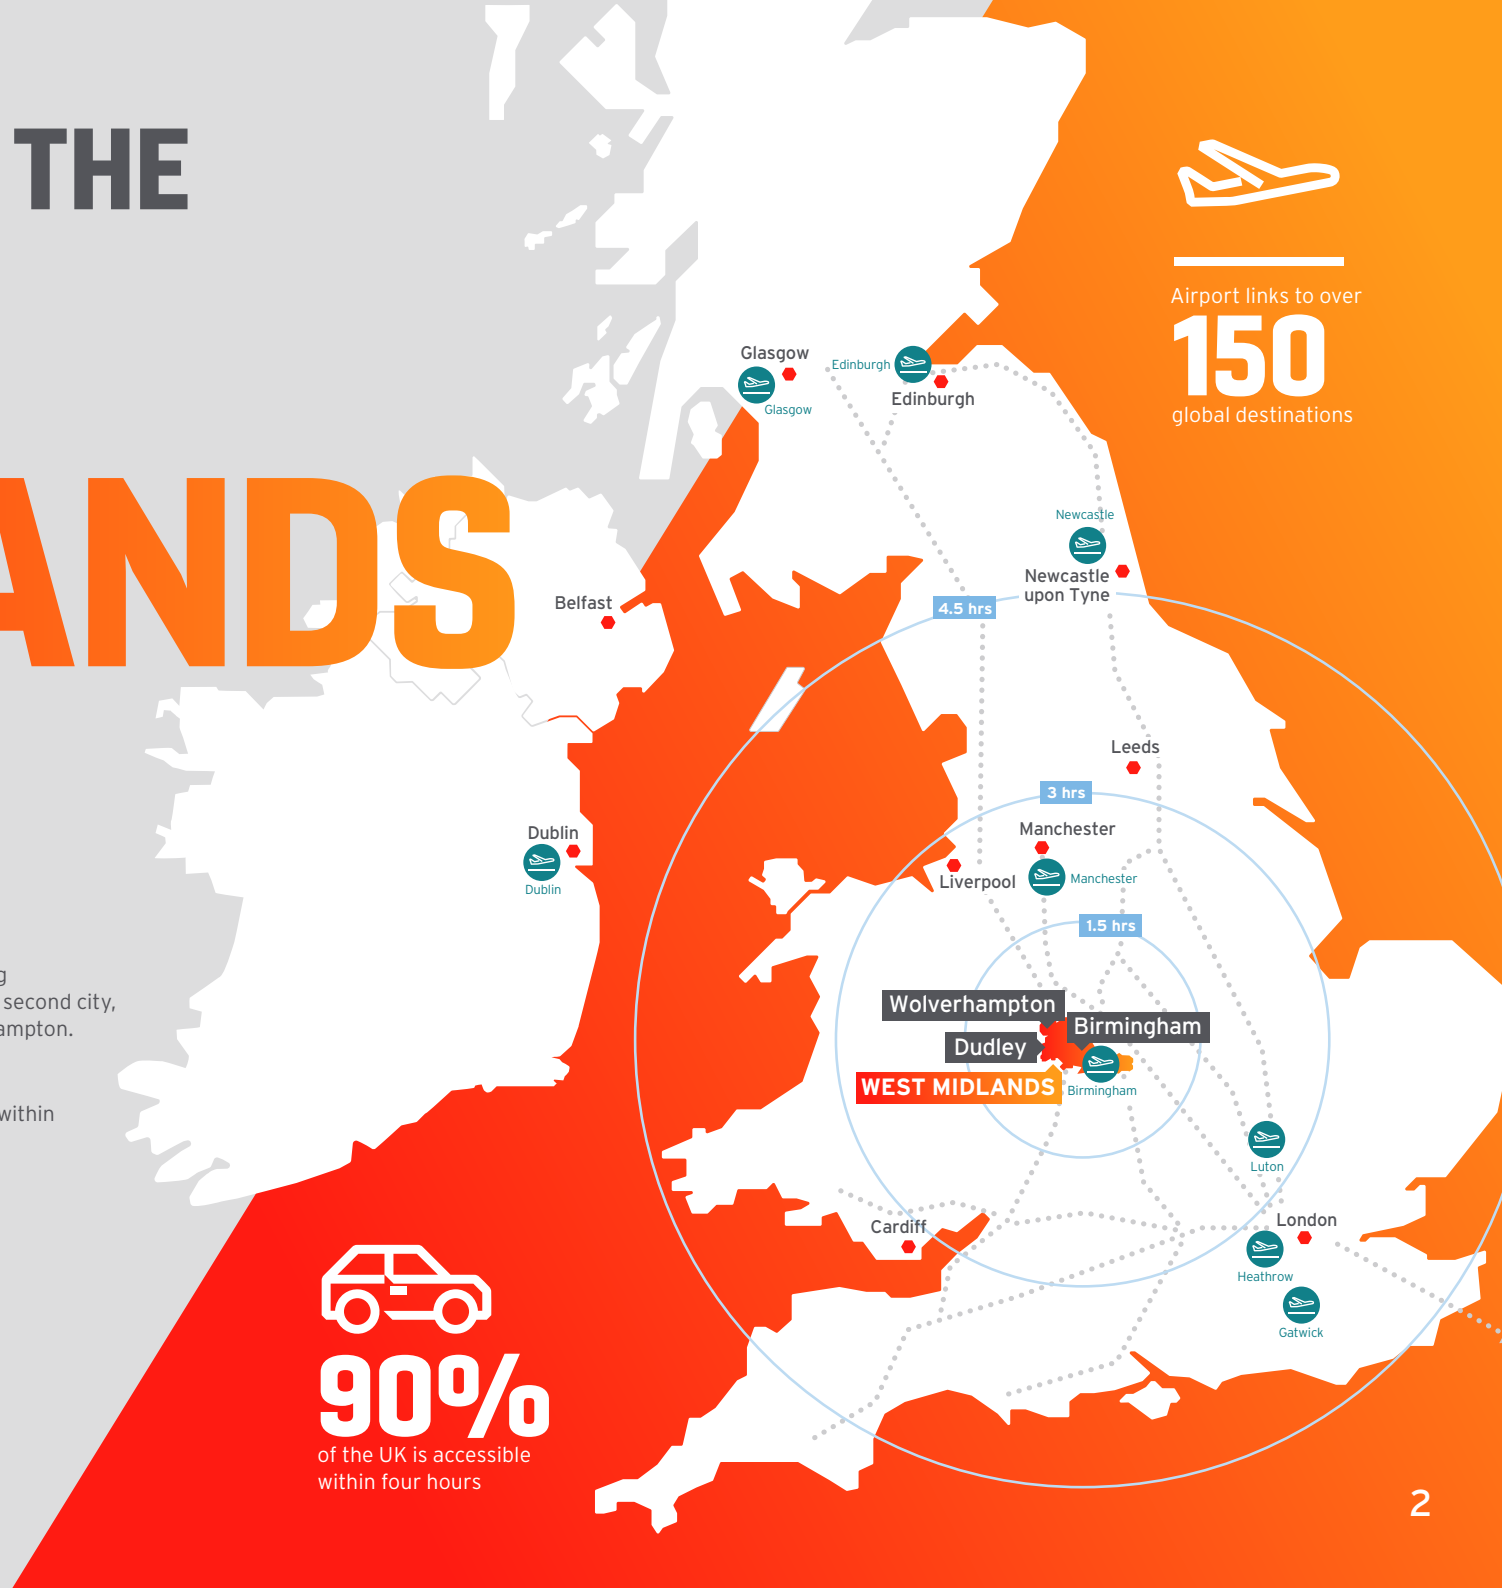 THE
ANDS
g
second city,
ampton.
within
Airport links to over
150
global destinations
Glasgow
Glasgow
Edinburgh
Edinburgh
Newcastle
Newcastle
upon Tyne
Belfast
4.5 hrs
Leeds
3 hrs
Manchester
Manchester
Liverpool
Dublin
Dublin
1.5 hrs
Wolverhampton
Birmingham
Dudley
WEST MIDLANDS
Birmingham
Luton
London
Cardiff
Heathrow
Gatwick
90%
of the UK is accessible
within four hours
2